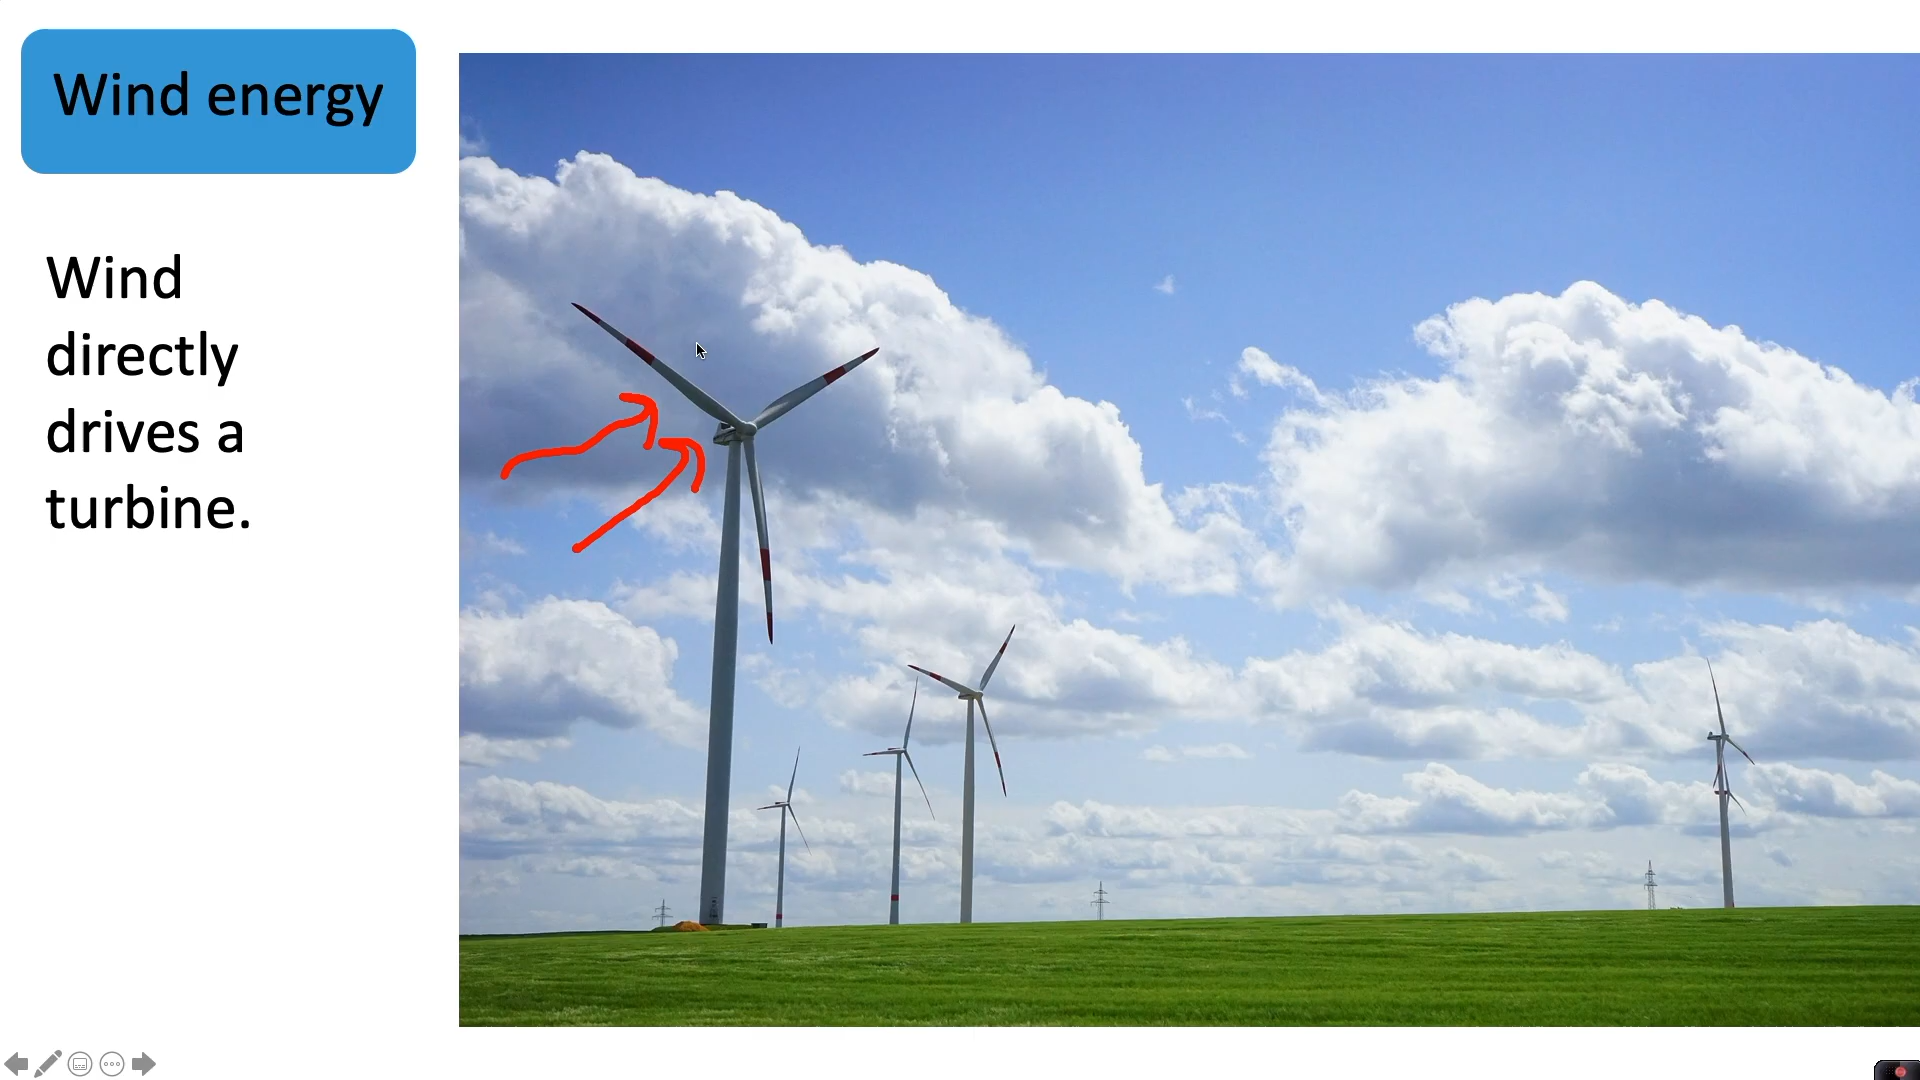 Wind energy
Wind
directly
drives a
turbine.